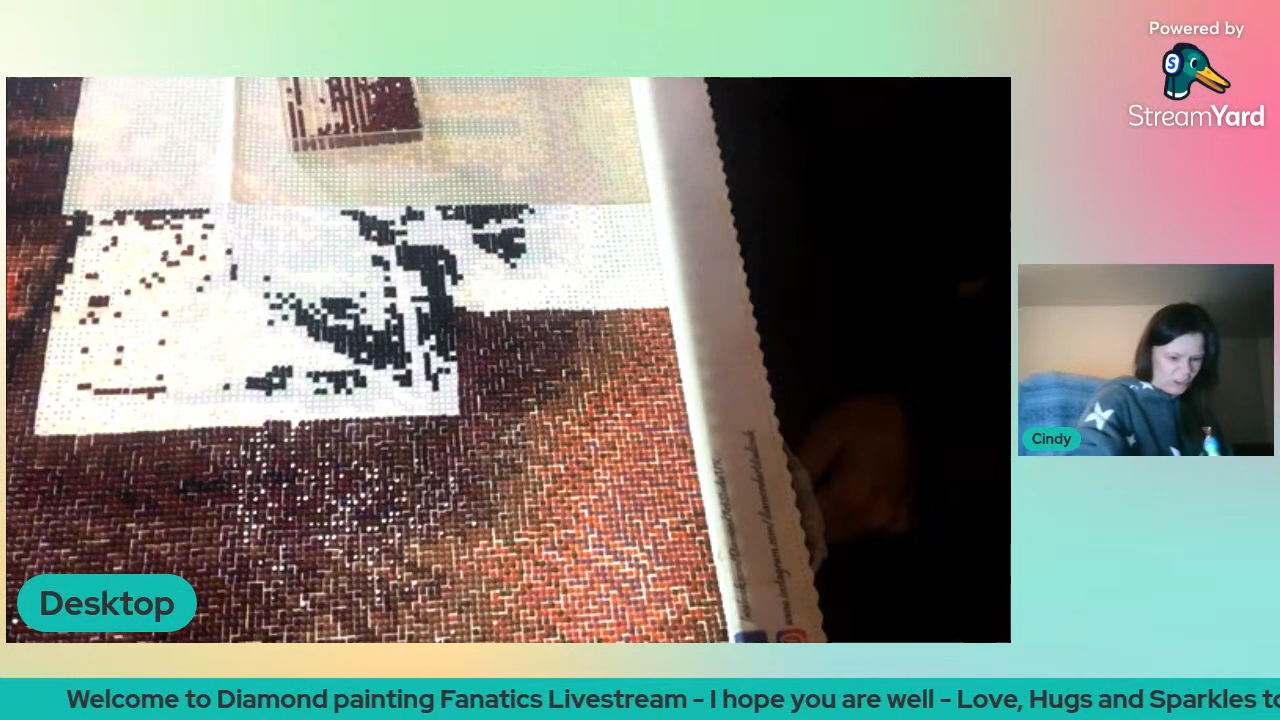 Powered by
S
StreamYard
Cindy
Desktop
Welcome to Diamond painting Fanatics Livestream - I hope you are well - Love, Hugs and Sparkles to